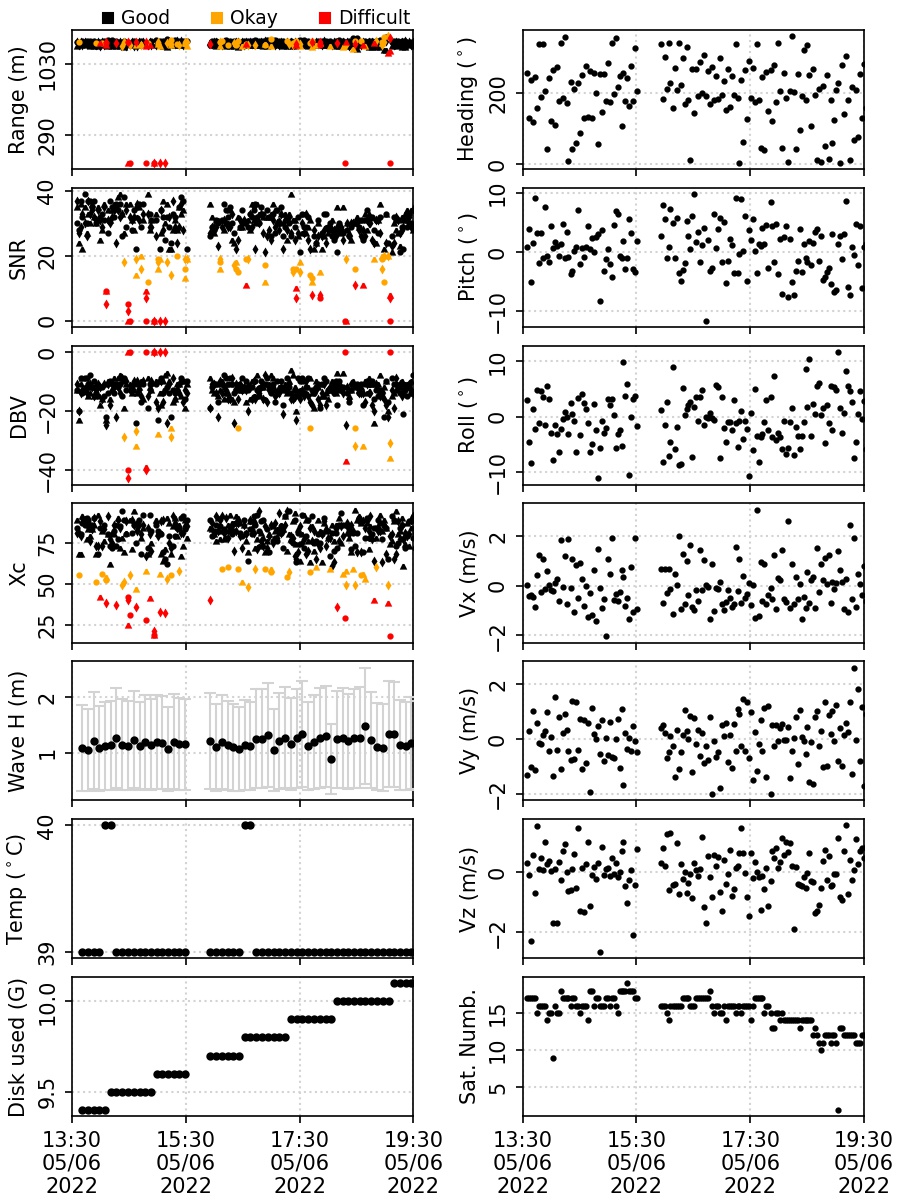 Good Okay Difficult
Range (m)
1030
290
Heading (°)
200
0
SNR
40
20
0
Pitch (°)
10
0
−10
DBV
0
−20
−40
Roll (°)
10
0
−10
Xc
75
50
25
Vx (m/s)
2
0
−2
Wave H (m)
2
1
Vy (m/s)
2
0
−2
Temp (°C)
40
39
Vz (m/s)
0
−2
Disk used (G)
10.0
9.5
Sat. Numb.
15
10
5
13:30 15:30 17:30 19:30
05/06 05/06 05/06 05/06
2022 2022 2022 2022
13:30 15:30 17:30 19:30
05/06 05/06 05/06 05/06
2022 2022 2022 2022